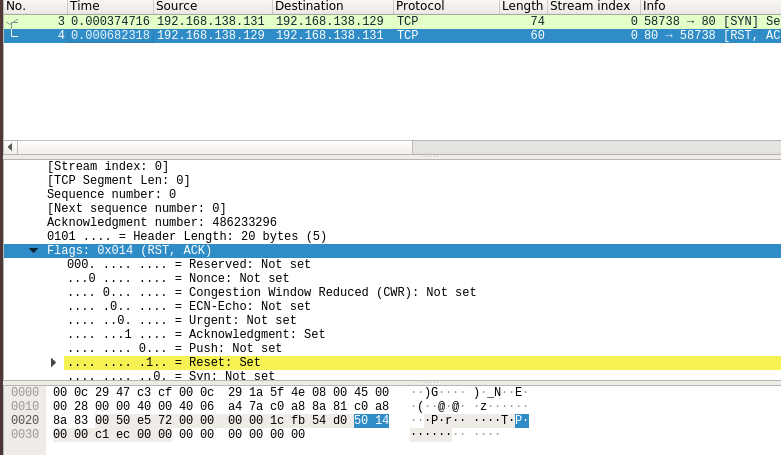 No. Time Source Destination Protocol Length Stream index Info
3 0.000374716 192.168.138.131 192.168.138.129 TCP 74 0 58738 → 80 [SYN] Se
4 0.000682318 192.168.138.129 192.168.138.131 TCP 60 0 80 → 58738 [RST, AC
[Stream index: 0]
[TCP Segment Len: 0]
Sequence number: 0
[Next sequence number: 0]
Acknowledgment number: 486233296
0101 .... = Header Length: 20 bytes (5)
Flags: 0x014 (RST, ACK)
000. .... .... = Reserved: Not set
...0 .... .... = Nonce: Not set
.... 0... .... = Congestion Window Reduced (CWR): Not set
.... .0.. .... = ECN-Echo: Not set
.... ..0. .... = Urgent: Not set
.... ...1 .... = Acknowledgment: Set
.... .... 0... = Push: Not set
.... .... .1.. = Reset: Set
.... .... ..0. = Syn: Not set
0000 00 0c 29 47 c3 cf 00 0c 29 1a 5f 4e 08 00 45 00 ··)G···· )·_N··E·
0010 00 28 00 00 40 00 40 06 a4 7a c0 a8 8a 81 c0 a8 ·(··@·@· ·z······
0020 8a 83 00 50 e5 72 00 00 00 00 1c fb 54 d0 50 14 ···P·r·· ····T·P·
0030 00 00 c1 ec 00 00 00 00 00 00 00 00 ········ ····